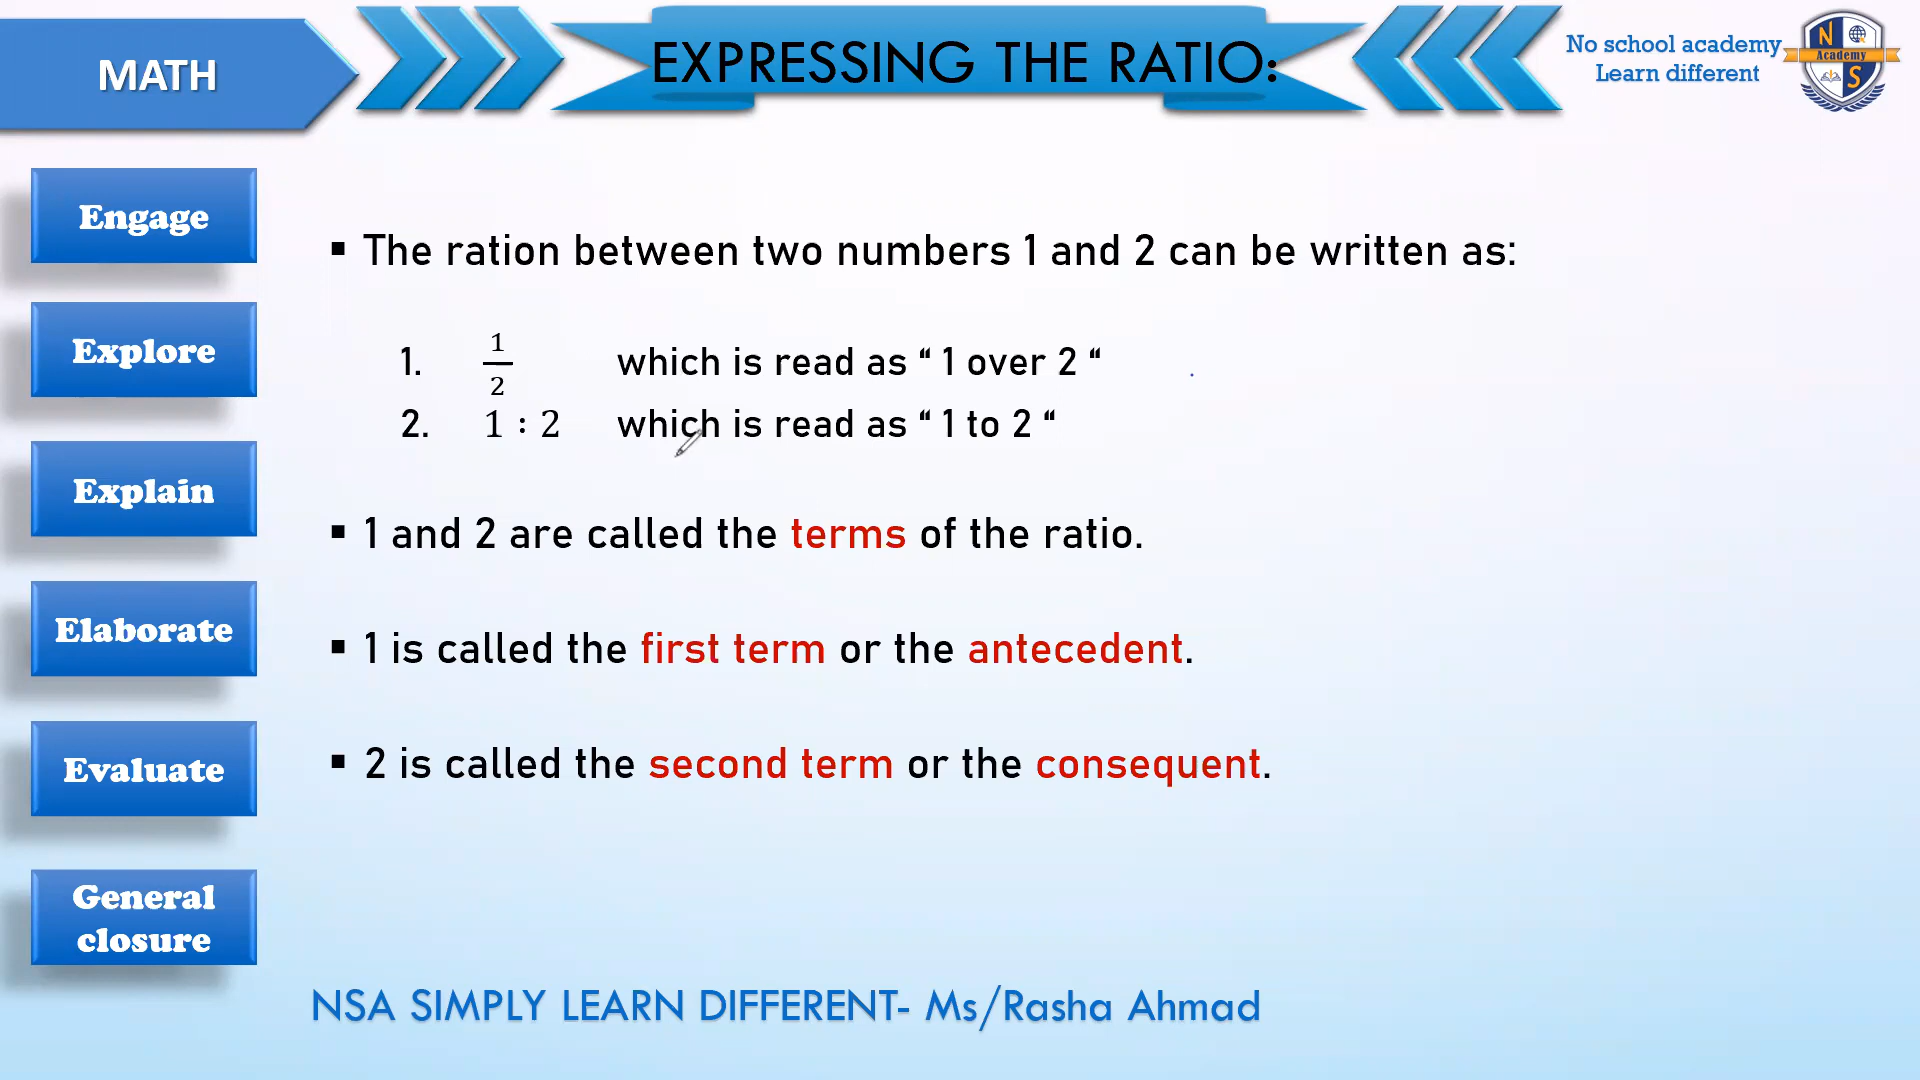 MATH
EXPRESSING THE RATIO:
No school academy
Learn different
N
Academy
S
Engage
Explore
Explain
Elaborate
Evaluate
General
closure
▪ The ration between two numbers 1 and 2 can be written as:
1. 1/2 which is read as “ 1 over 2 “
2. 1 : 2 which is read as “ 1 to 2 “
▪ 1 and 2 are called the terms of the ratio.
▪ 1 is called the first term or the antecedent.
▪ 2 is called the second term or the consequent.
NSA SIMPLY LEARN DIFFERENT- Ms/Rasha Ahmad